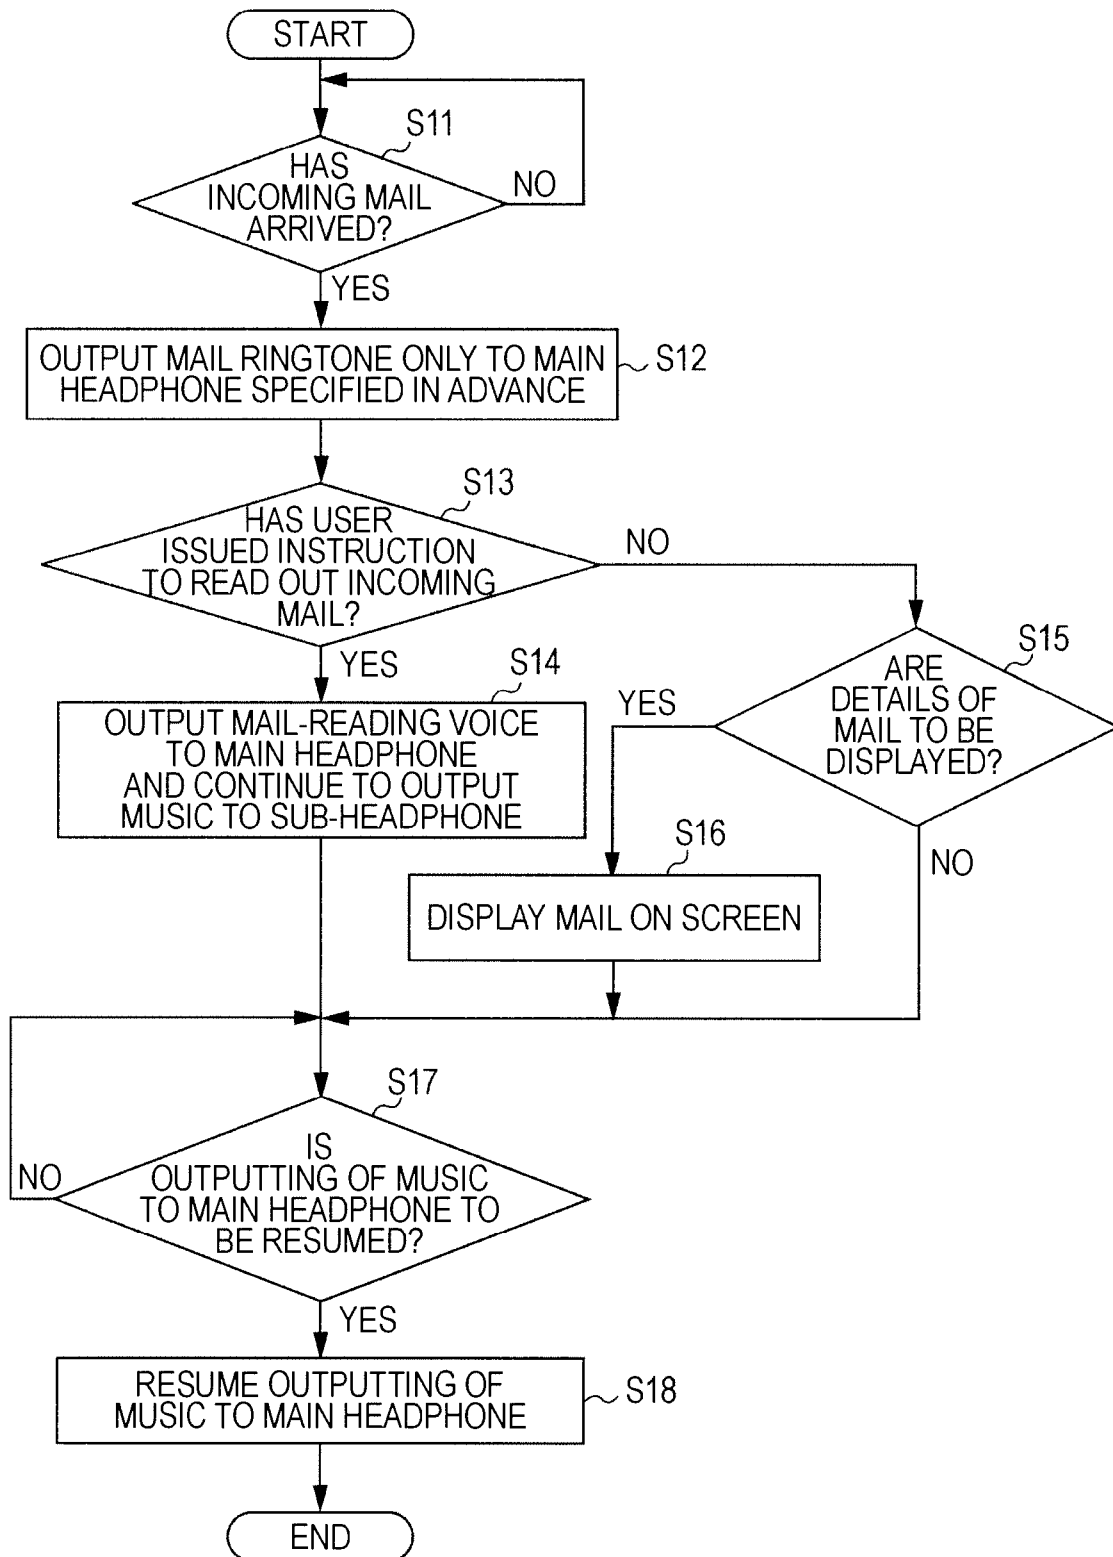 START
S11
HAS
INCOMING MAIL
ARRIVED?
NO
YES
OUTPUT MAIL RINGTONE ONLY TO MAIN
HEADPHONE SPECIFIED IN ADVANCE
S12
S13
HAS USER
ISSUED INSTRUCTION
TO READ OUT INCOMING
MAIL?
NO
YES
S14
OUTPUT MAIL-READING VOICE
TO MAIN HEADPHONE
AND CONTINUE TO OUTPUT
MUSIC TO SUB-HEADPHONE
S15
ARE
DETAILS OF
MAIL TO BE
DISPLAYED?
YES
NO
S16
DISPLAY MAIL ON SCREEN
S17
IS
OUTPUTTING OF MUSIC
TO MAIN HEADPHONE TO
BE RESUMED?
NO
YES
RESUME OUTPUTTING OF
MUSIC TO MAIN HEADPHONE
S18
END